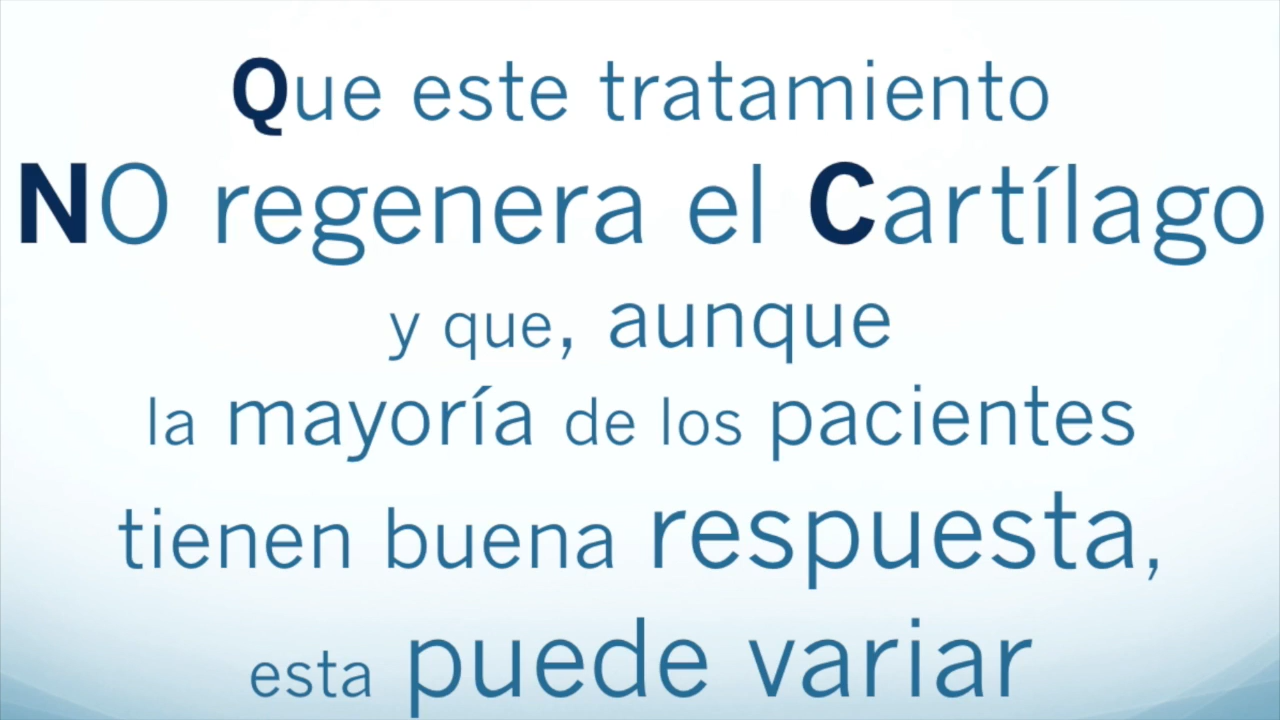 Que este tratamiento
NO regenera el Cartílago
y que, aunque
la mayoría de los pacientes
tienen buena respuesta,
esta puede variar